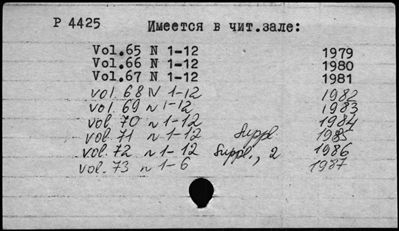 P 4425 Имеется в чит.зале:
Vol.65 N 1-12 1979
Vol.66 N 1-12 1980
Vol.67 N 1-12 1981
vol. 68 N 1-12 1982
vol. 69 N 1-12 1983
vol. 70 n 1-12 1984
vol. 71 n 1-12 Suppl 1985
vol. 72 n 1-12 Suppl., 2 1986
vol. 73 n 1-6 1987